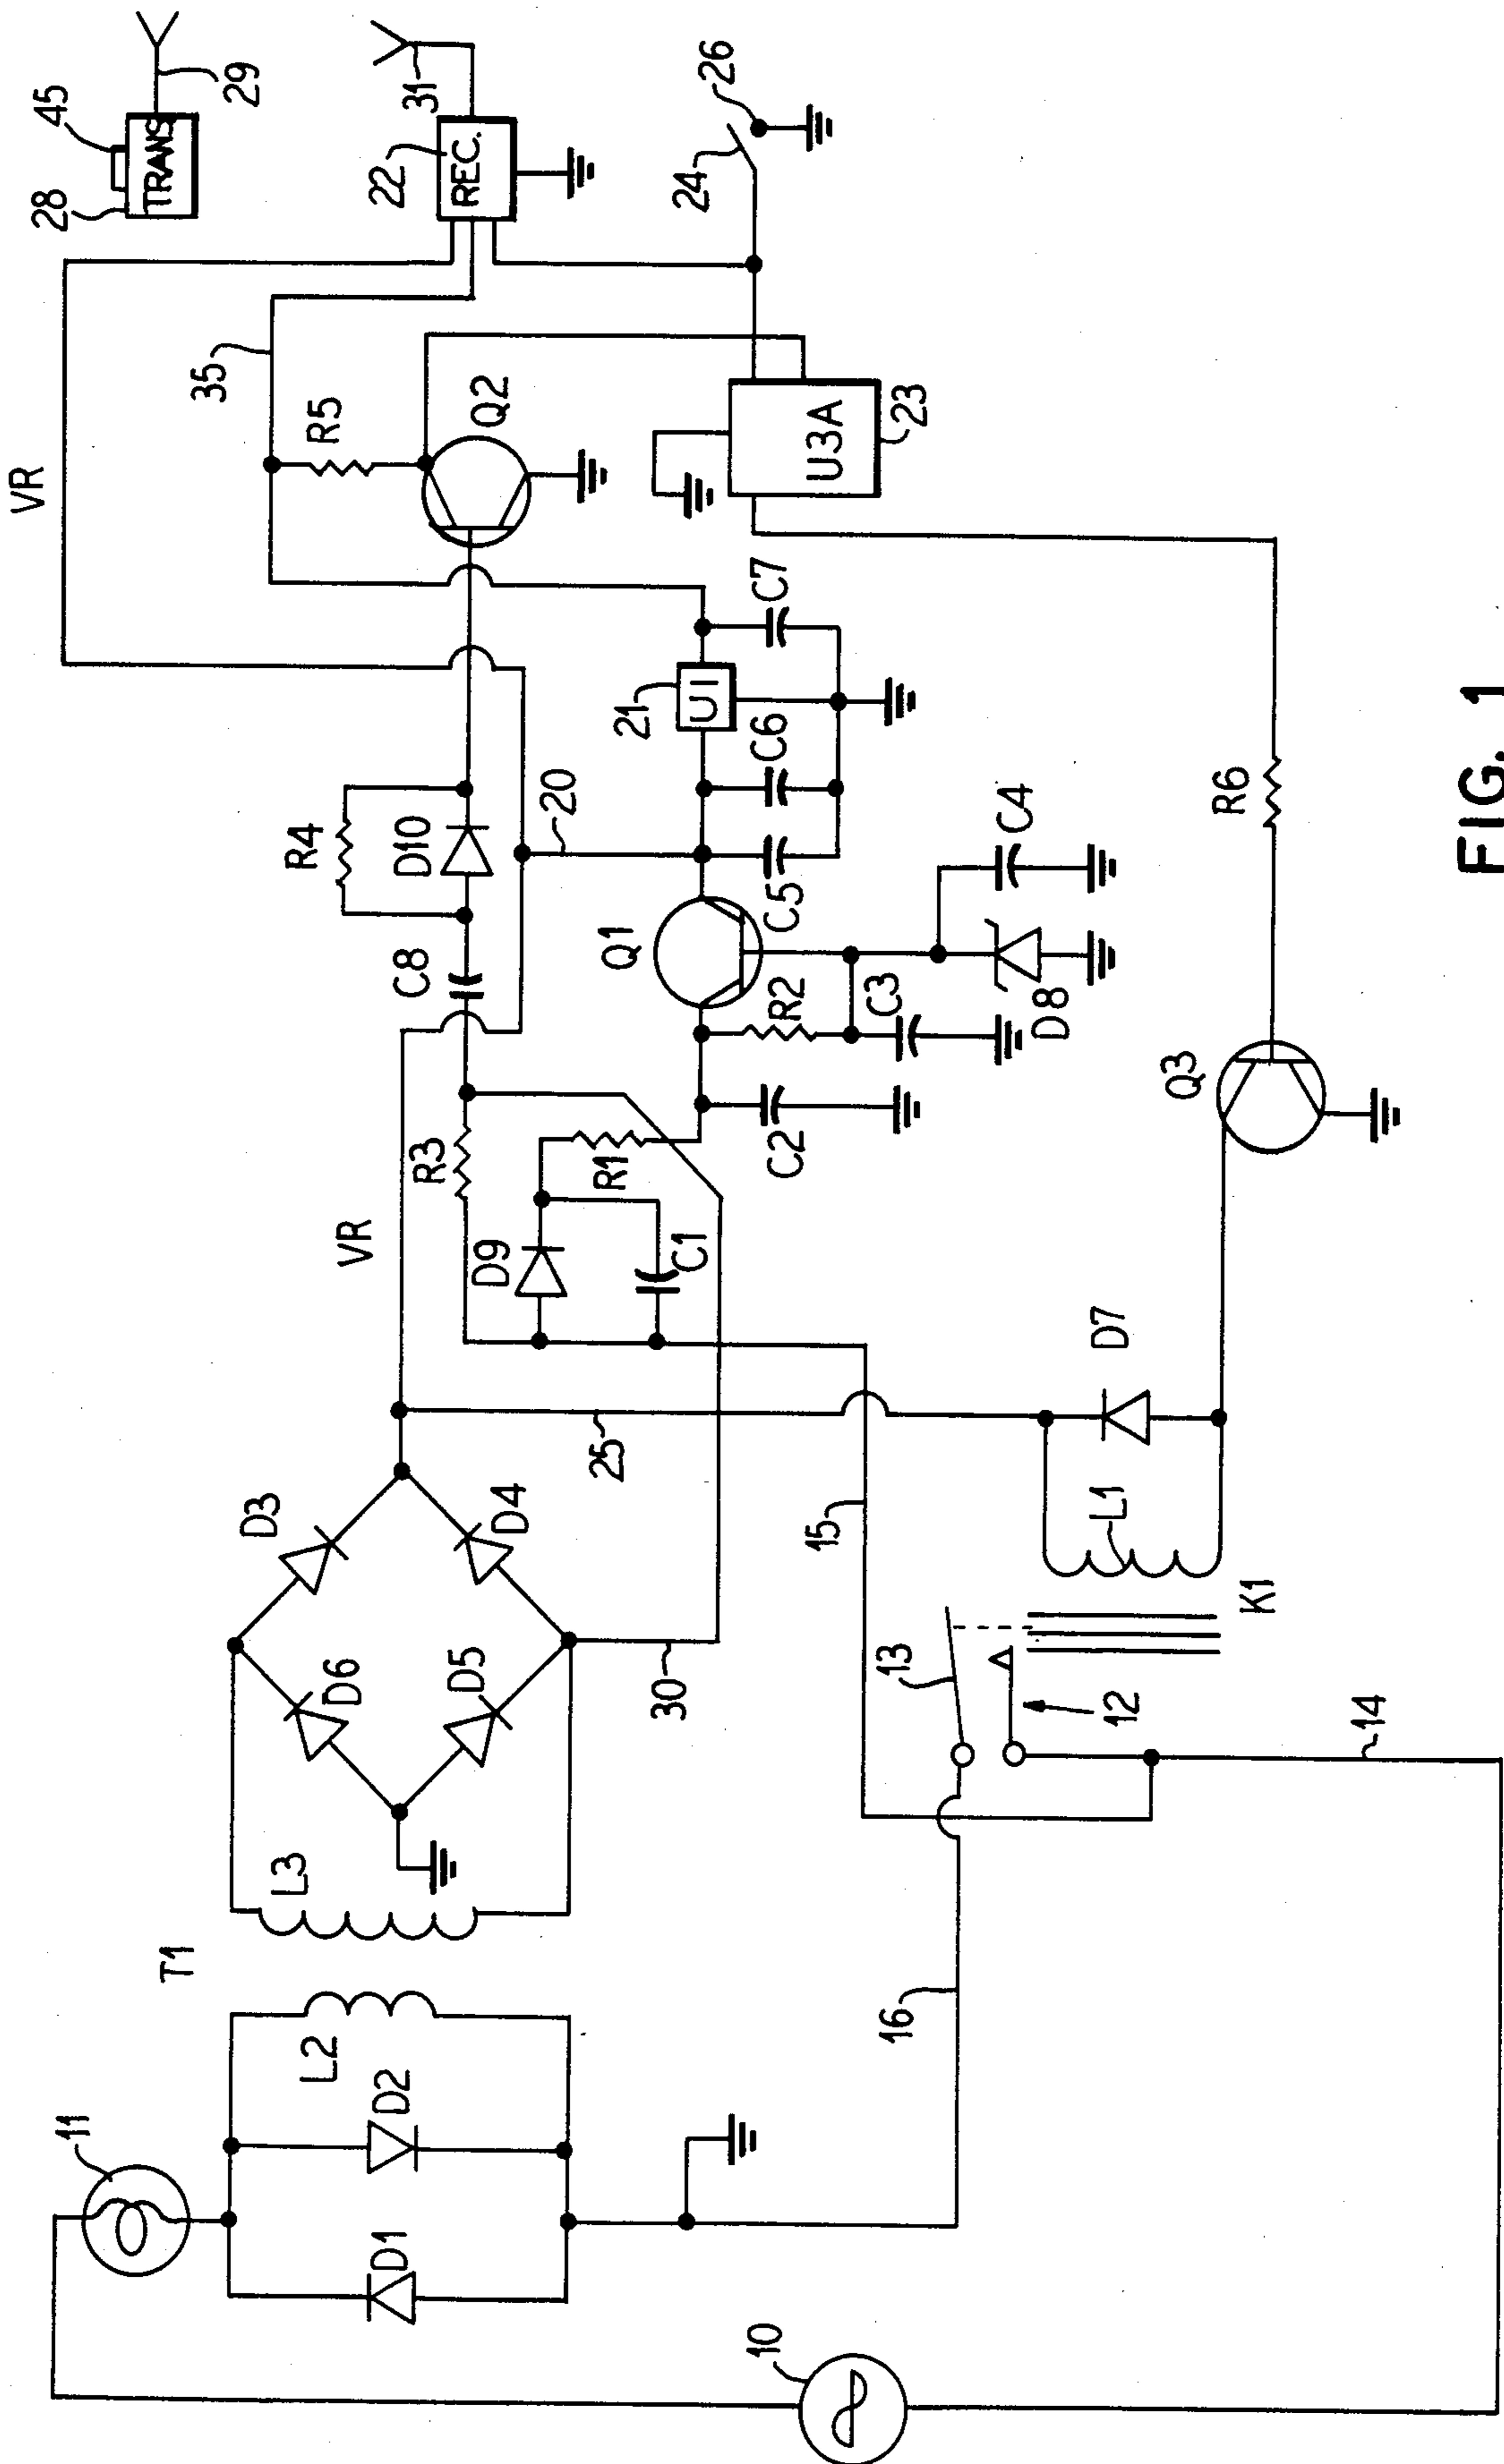 28
45
TRANS
29
31
22
REC.
24
26
VR
35
R5
Q2
U3A
23
R4
D10
C8
20
21
U1
C7
C6
C5
Q1
R2
C3
C4
D8
R6
Q3
VR
R3
D9
R1
C1
C2
D3
D4
D6
D5
25
30
15
D7
L1
K1
13
12
14
T1
L3
L2
D2
D1
11
16
10
FIG. 1